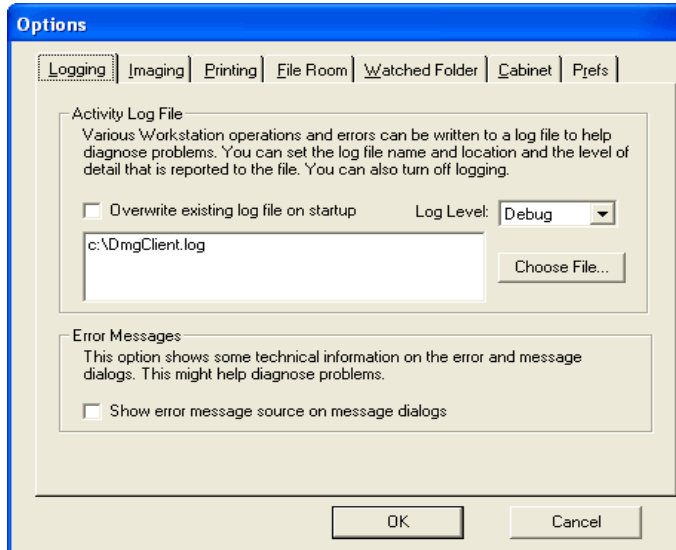 Options
Logging Imaging Printing File Room Watched Folder Cabinet Prefs
Activity Log File
Various Workstation operations and errors can be written to a log file to help
diagnose problems. You can set the log file name and location and the level of
detail that is reported to the file. You can also turn off logging.
Overwrite existing log file on startup Log Level: Debug
c:\DmgClient.log
Choose File...
Error Messages
This option shows some technical information on the error and message
dialogs. This might help diagnose problems.
Show error message source on message dialogs
OK Cancel